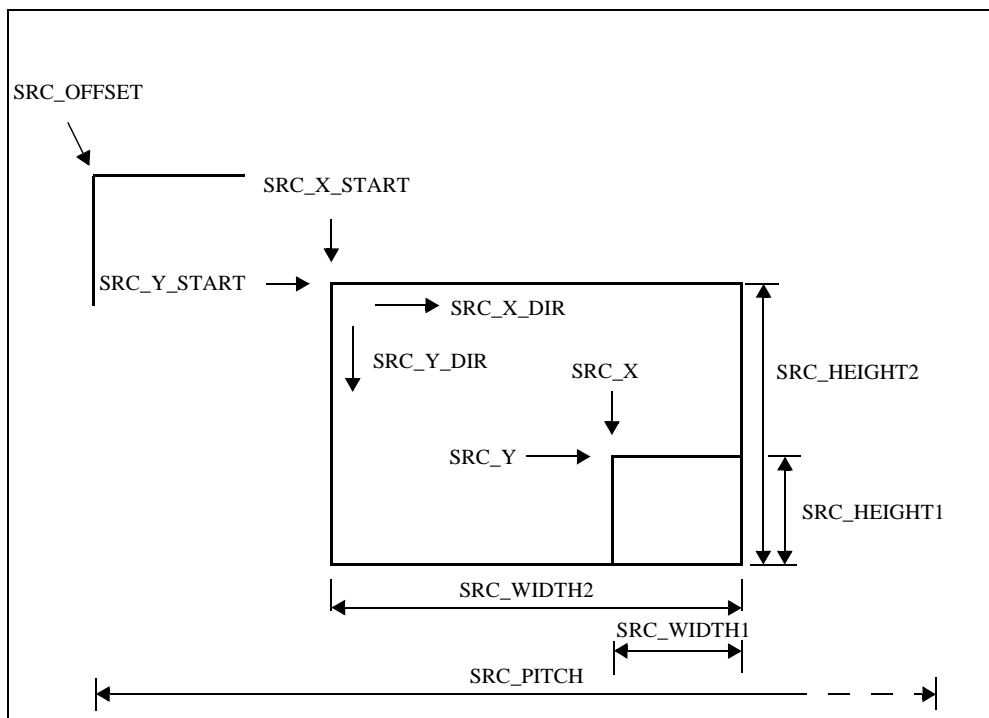 SRC_OFFSET
SRC_X_START
SRC_Y_START
SRC_X_DIR
SRC_Y_DIR
SRC_X
SRC_HEIGHT2
SRC_Y
SRC_HEIGHT1
SRC_WIDTH2
SRC_WIDTH1
SRC_PITCH